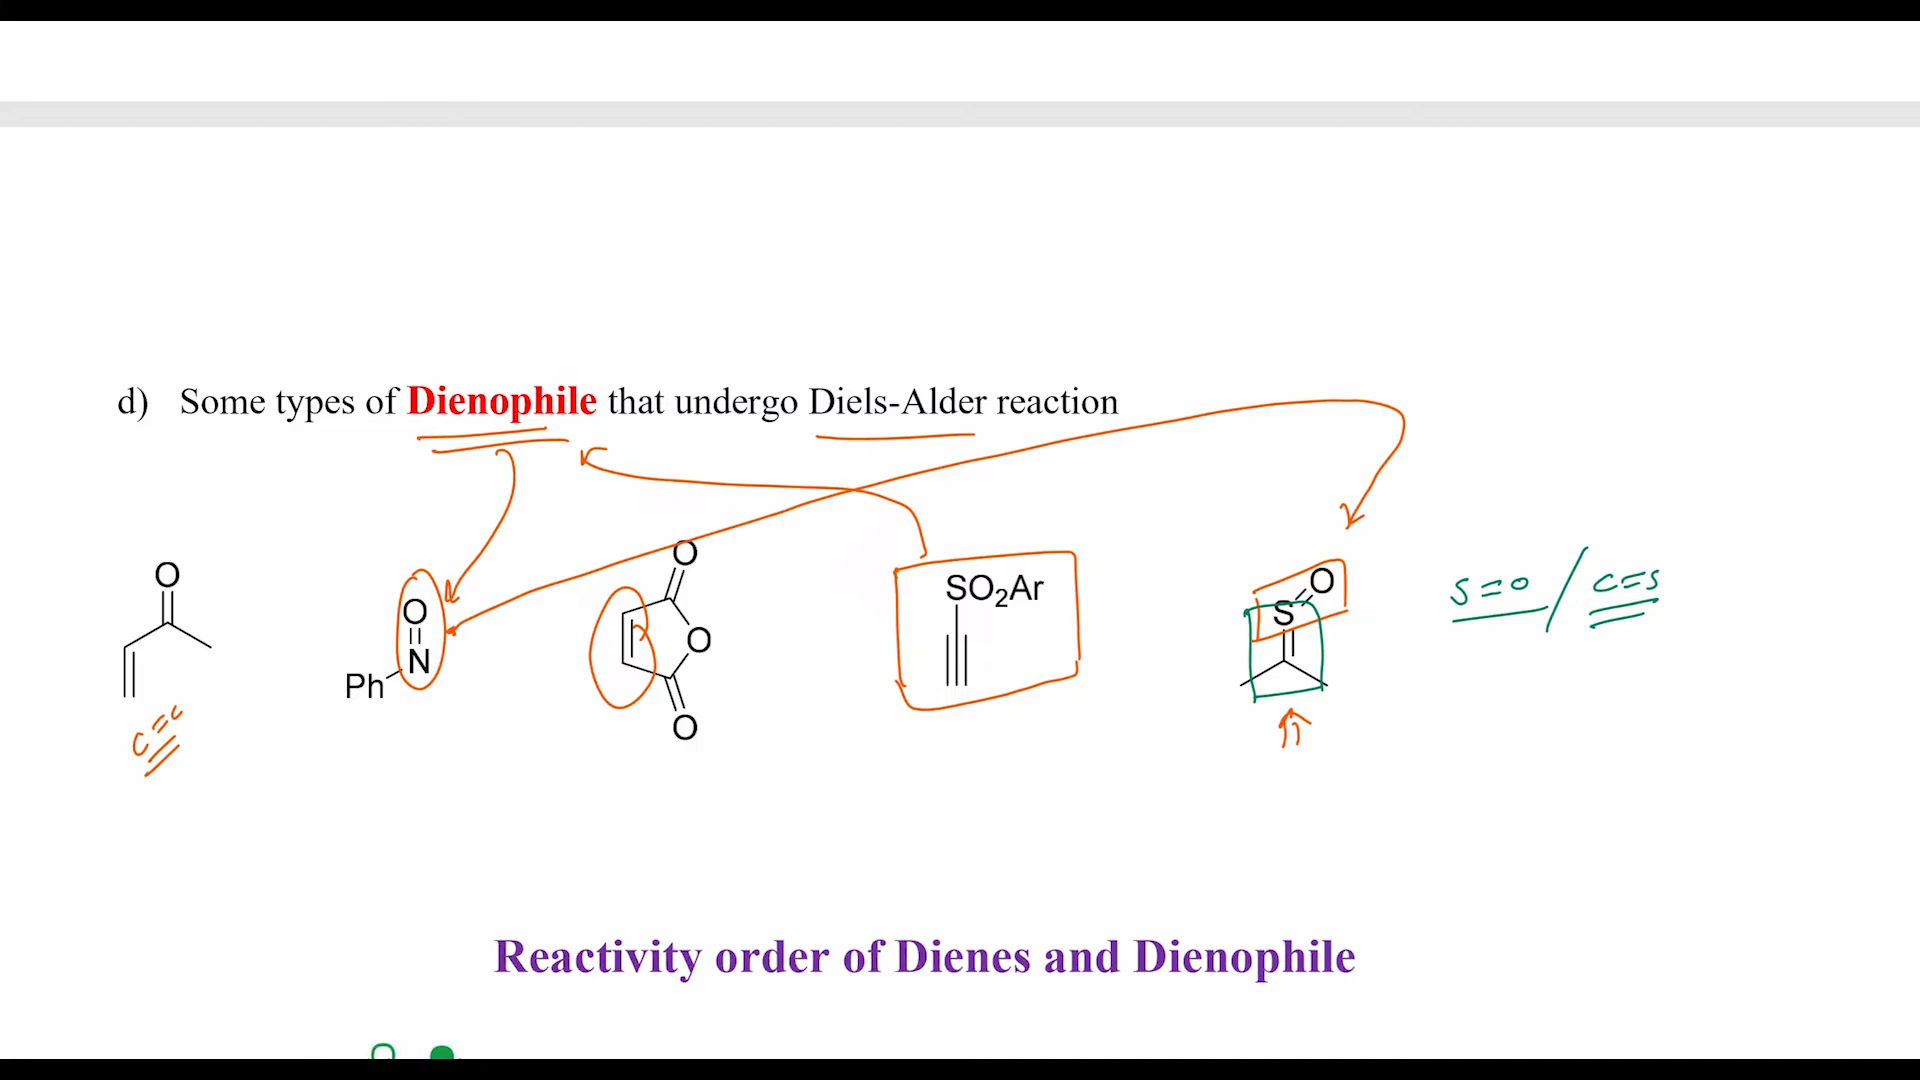 d) Some types of Dienophile that undergo Diels-Alder reaction
O
O
N
Ph
O
O
O
SO₂Ar
O
S
S=O / C=S
C=C
Reactivity order of Dienes and Dienophile